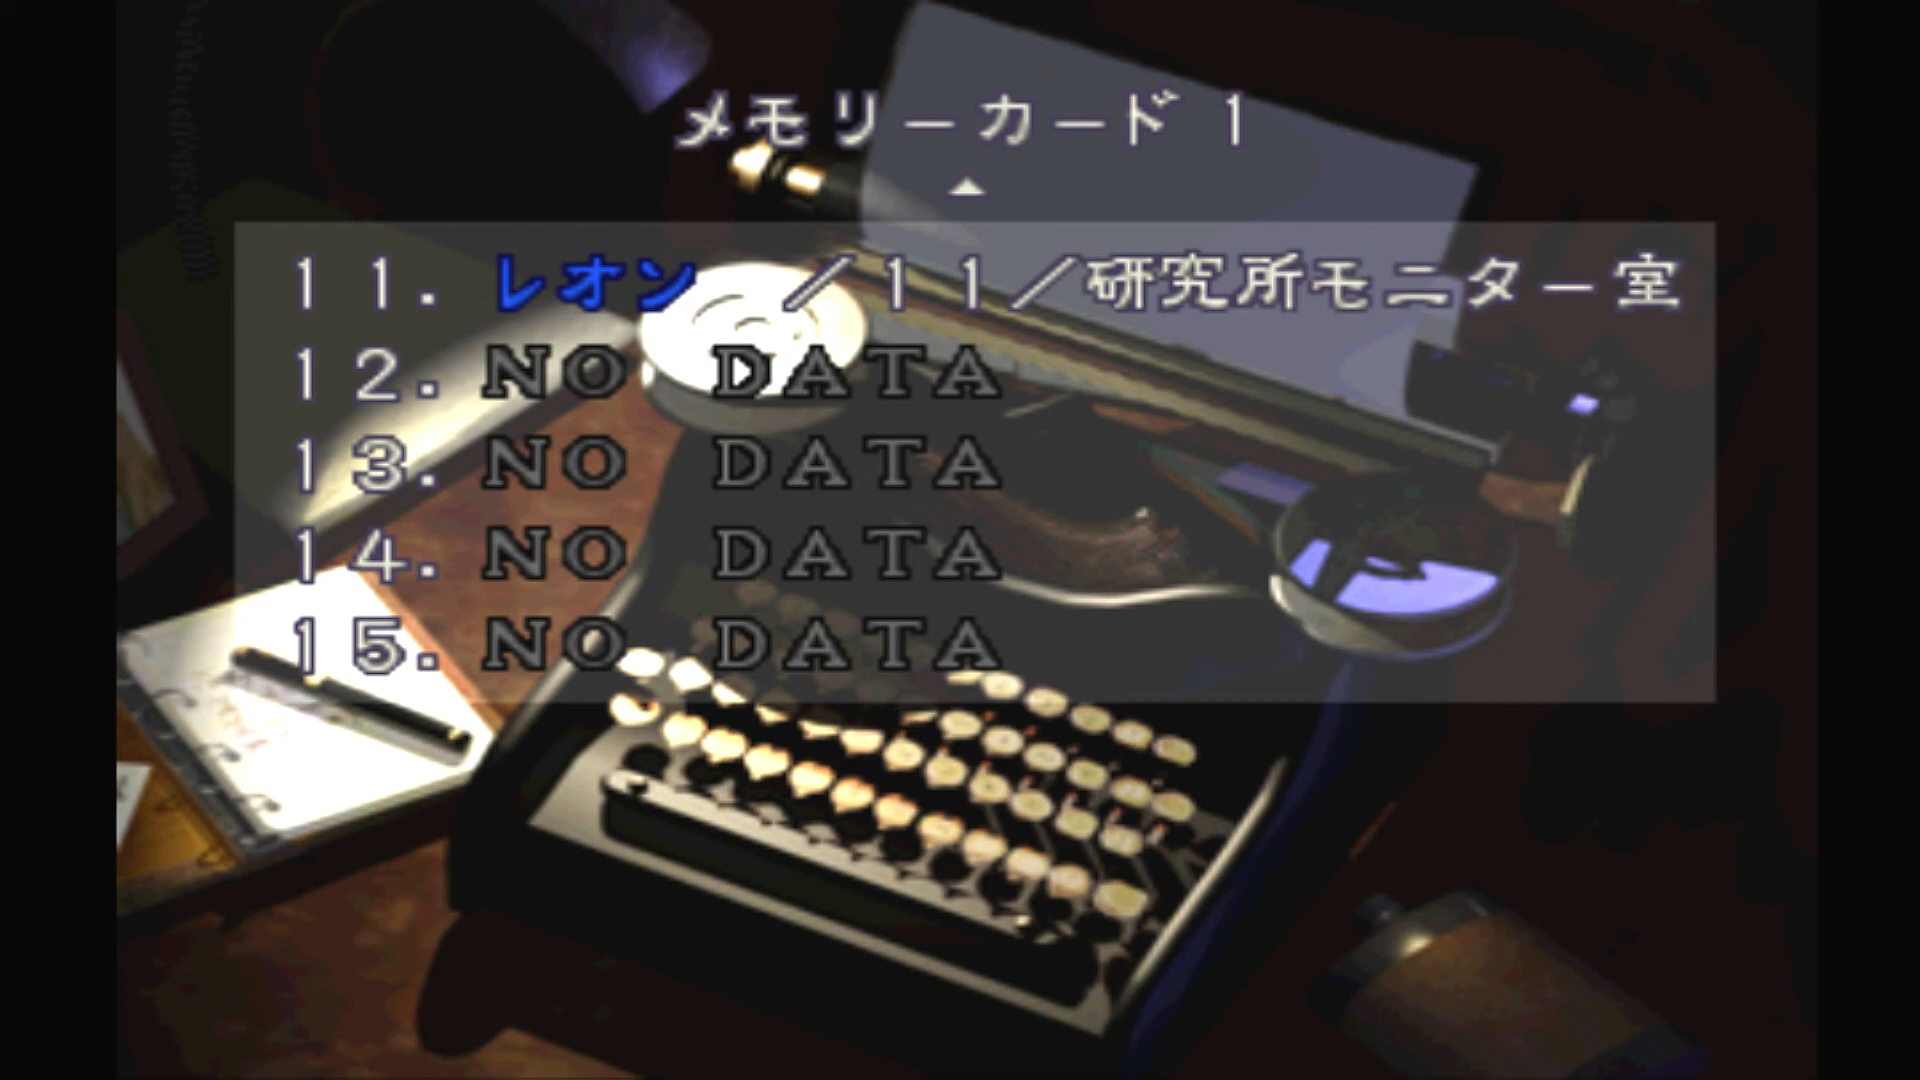 メモリーカード 1
11. レオン ／11／研究所モニター室
12. NO DATA
13. NO DATA
14. NO DATA
15. NO DATA